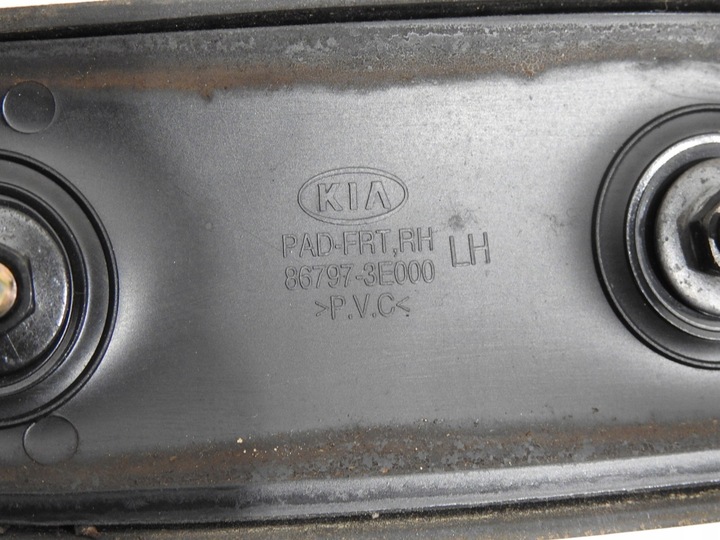 KIA
PAD-FRT,RH LH
86797-3E000
>P.V.C<